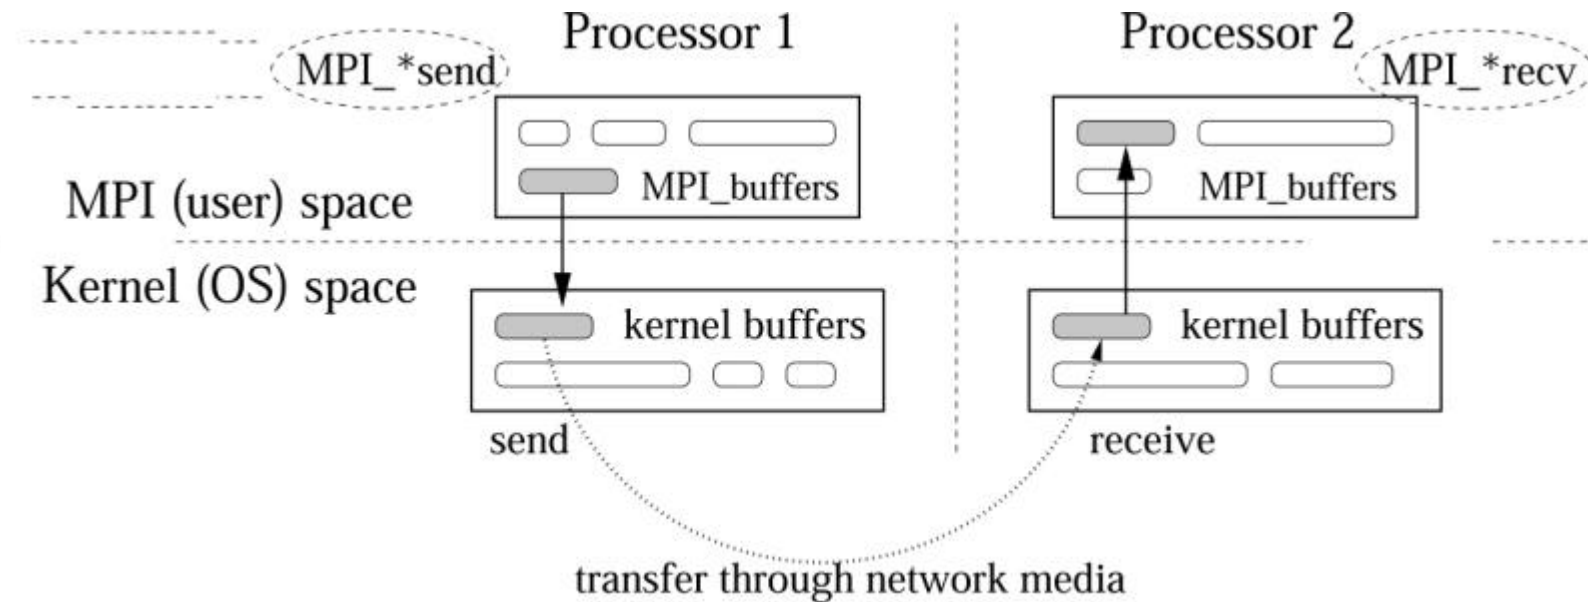 Processor 1
Processor 2
MPI_*send
MPI_*recv
MPI_buffers
MPI_buffers
MPI (user) space
Kernel (OS) space
kernel buffers
kernel buffers
send
receive
transfer through network media